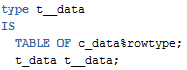 type t__data
IS
TABLE OF c_data%rowtype;
t_data t__data;